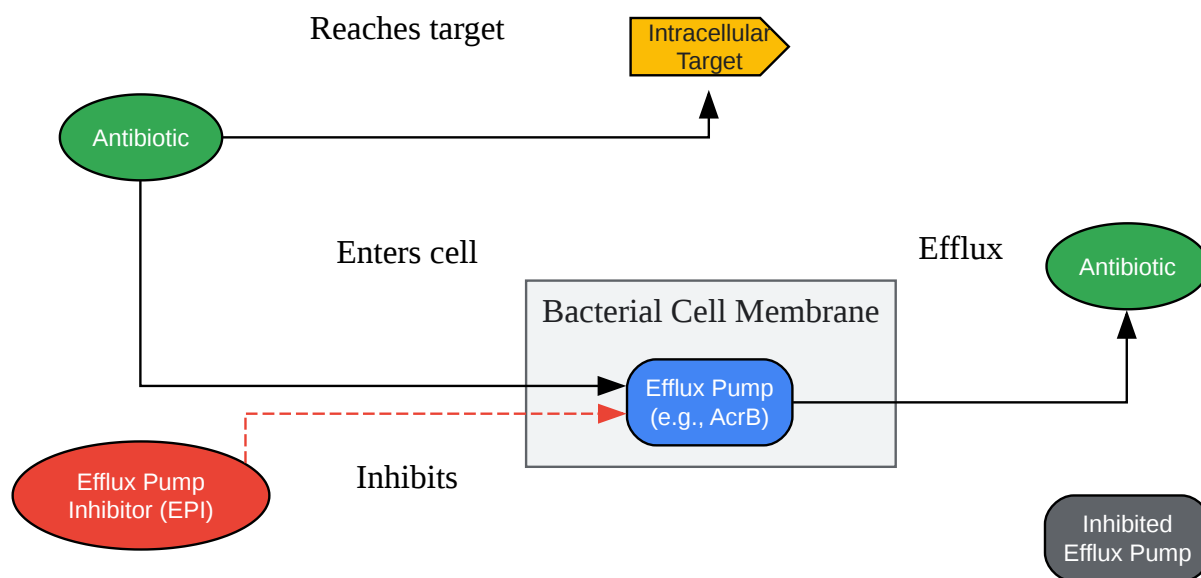 Reaches target
Intracellular
Target
Antibiotic
Enters cell
Efflux
Antibiotic
Bacterial Cell Membrane
Efflux Pump
(e.g., AcrB)
Inhibits
Efflux Pump
Inhibitor (EPI)
Inhibited
Efflux Pump